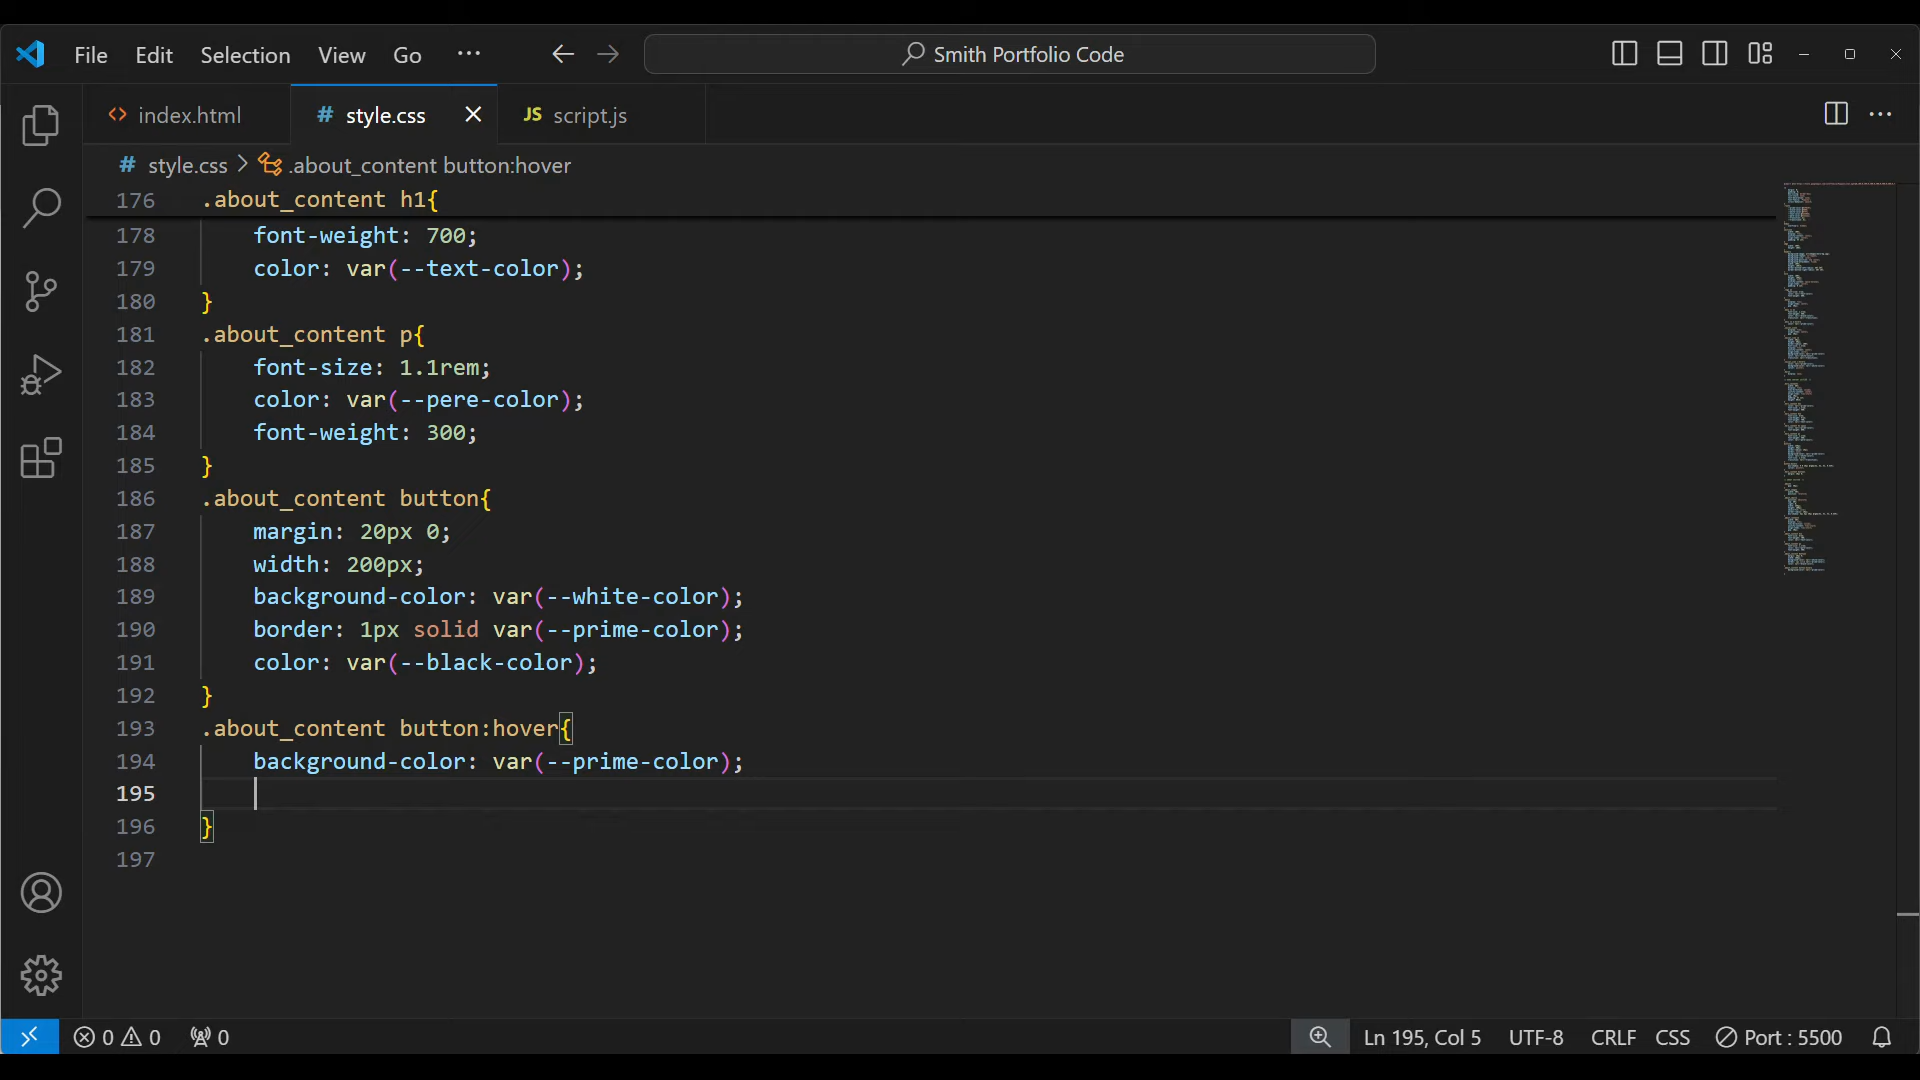 File Edit Selection View Go ··· Smith Portfolio Code
index.html # style.css JS script.js
# style.css > .about_content button:hover
176 .about_content h1{
178 font-weight: 700;
179 color: var(--text-color);
180 }
181 .about_content p{
182 font-size: 1.1rem;
183 color: var(--pere-color);
184 font-weight: 300;
185 }
186 .about_content button{
187 margin: 20px 0;
188 width: 200px;
189 background-color: var(--white-color);
190 border: 1px solid var(--prime-color);
191 color: var(--black-color);
192 }
193 .about_content button:hover{
194 background-color: var(--prime-color);
195
196 }
197
0 0 0 Ln 195, Col 5 UTF-8 CRLF CSS Port : 5500